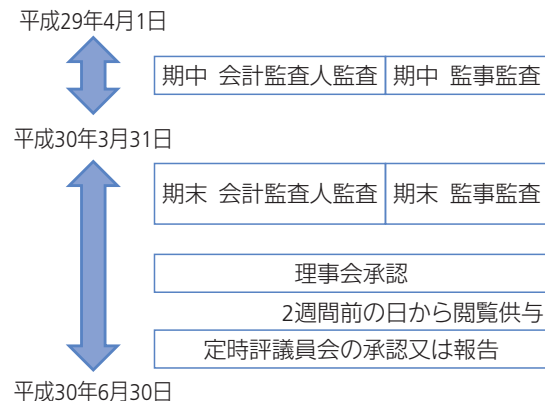 平成29年4月1日
期中 会計監査人監査 期中 監事監査
平成30年3月31日
期末 会計監査人監査 期末 監事監査
理事会承認
2週間前の日から閲覧供与
定時評議員会の承認又は報告
平成30年6月30日